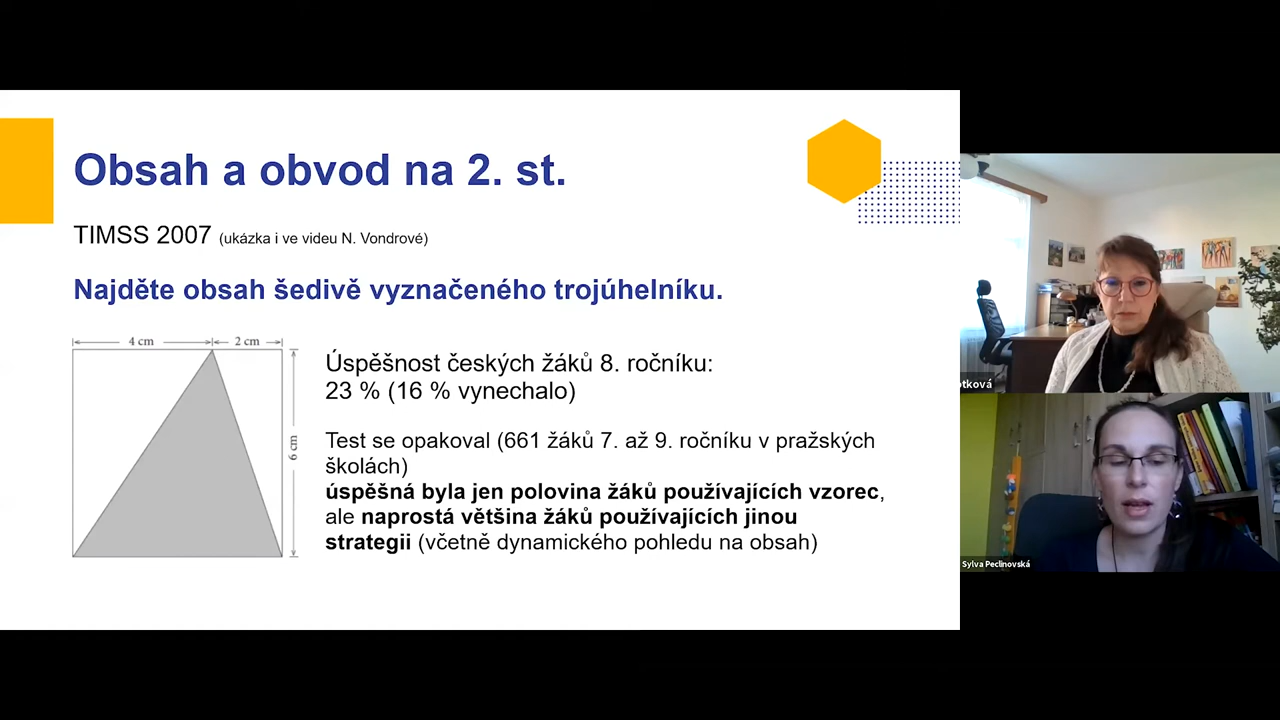 Obsah a obvod na 2. st.
TIMSS 2007 (ukázka i ve videu N. Vondrové)
Najděte obsah šedivě vyznačeného trojúhelníku.
4 cm
2 cm
6 cm
Úspěšnost českých žáků 8. ročníku:
23 % (16 % vynechalo)
Test se opakoval (661 žáků 7. až 9. ročníku v pražských
školách)
úspěšná byla jen polovina žáků používajících vzorec,
ale naprostá většina žáků používajících jinou
strategii (včetně dynamického pohledu na obsah)
Sylva Peclinovská